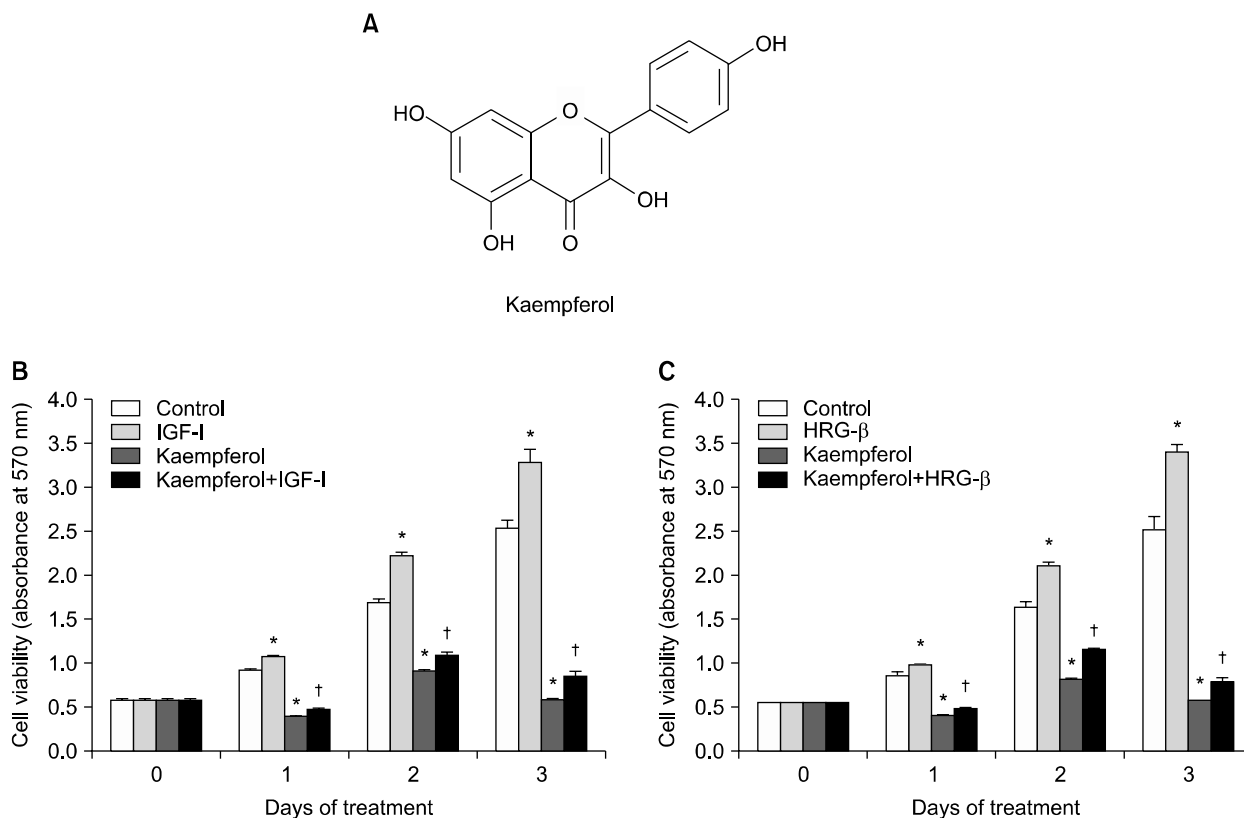 A
OH
HO
O
OH
OH
O
Kaempferol
B
Cell viability (absorbance at 570 nm)
4.0
3.5
3.0
2.5
2.0
1.5
1.0
0.5
0.0
Control
IGF-I
Kaempferol
Kaempferol+IGF-I
*
*
†
*
*
†
*
*
†
0 1 2 3
Days of treatment
C
Cell viability (absorbance at 570 nm)
4.0
3.5
3.0
2.5
2.0
1.5
1.0
0.5
0.0
Control
HRG-β
Kaempferol
Kaempferol+HRG-β
*
*
†
*
*
†
*
*
†
0 1 2 3
Days of treatment